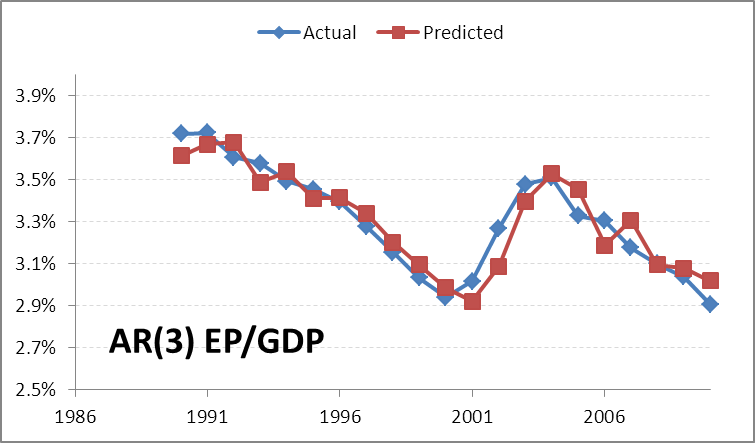 Actual Predicted
3.9%
3.7%
3.5%
3.3%
3.1%
2.9%
2.7%
2.5%
AR(3) EP/GDP
1986 1991 1996 2001 2006